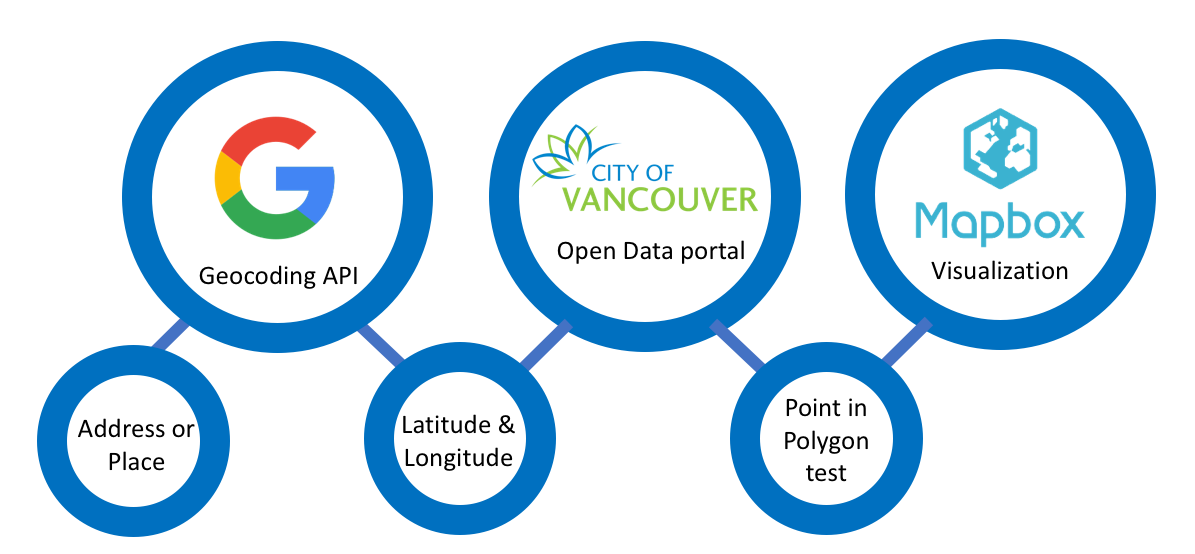 Geocoding API
CITY OF
VANCOUVER
Open Data portal
Mapbox
Visualization
Address or
Place
Latitude &
Longitude
Point in
Polygon
test